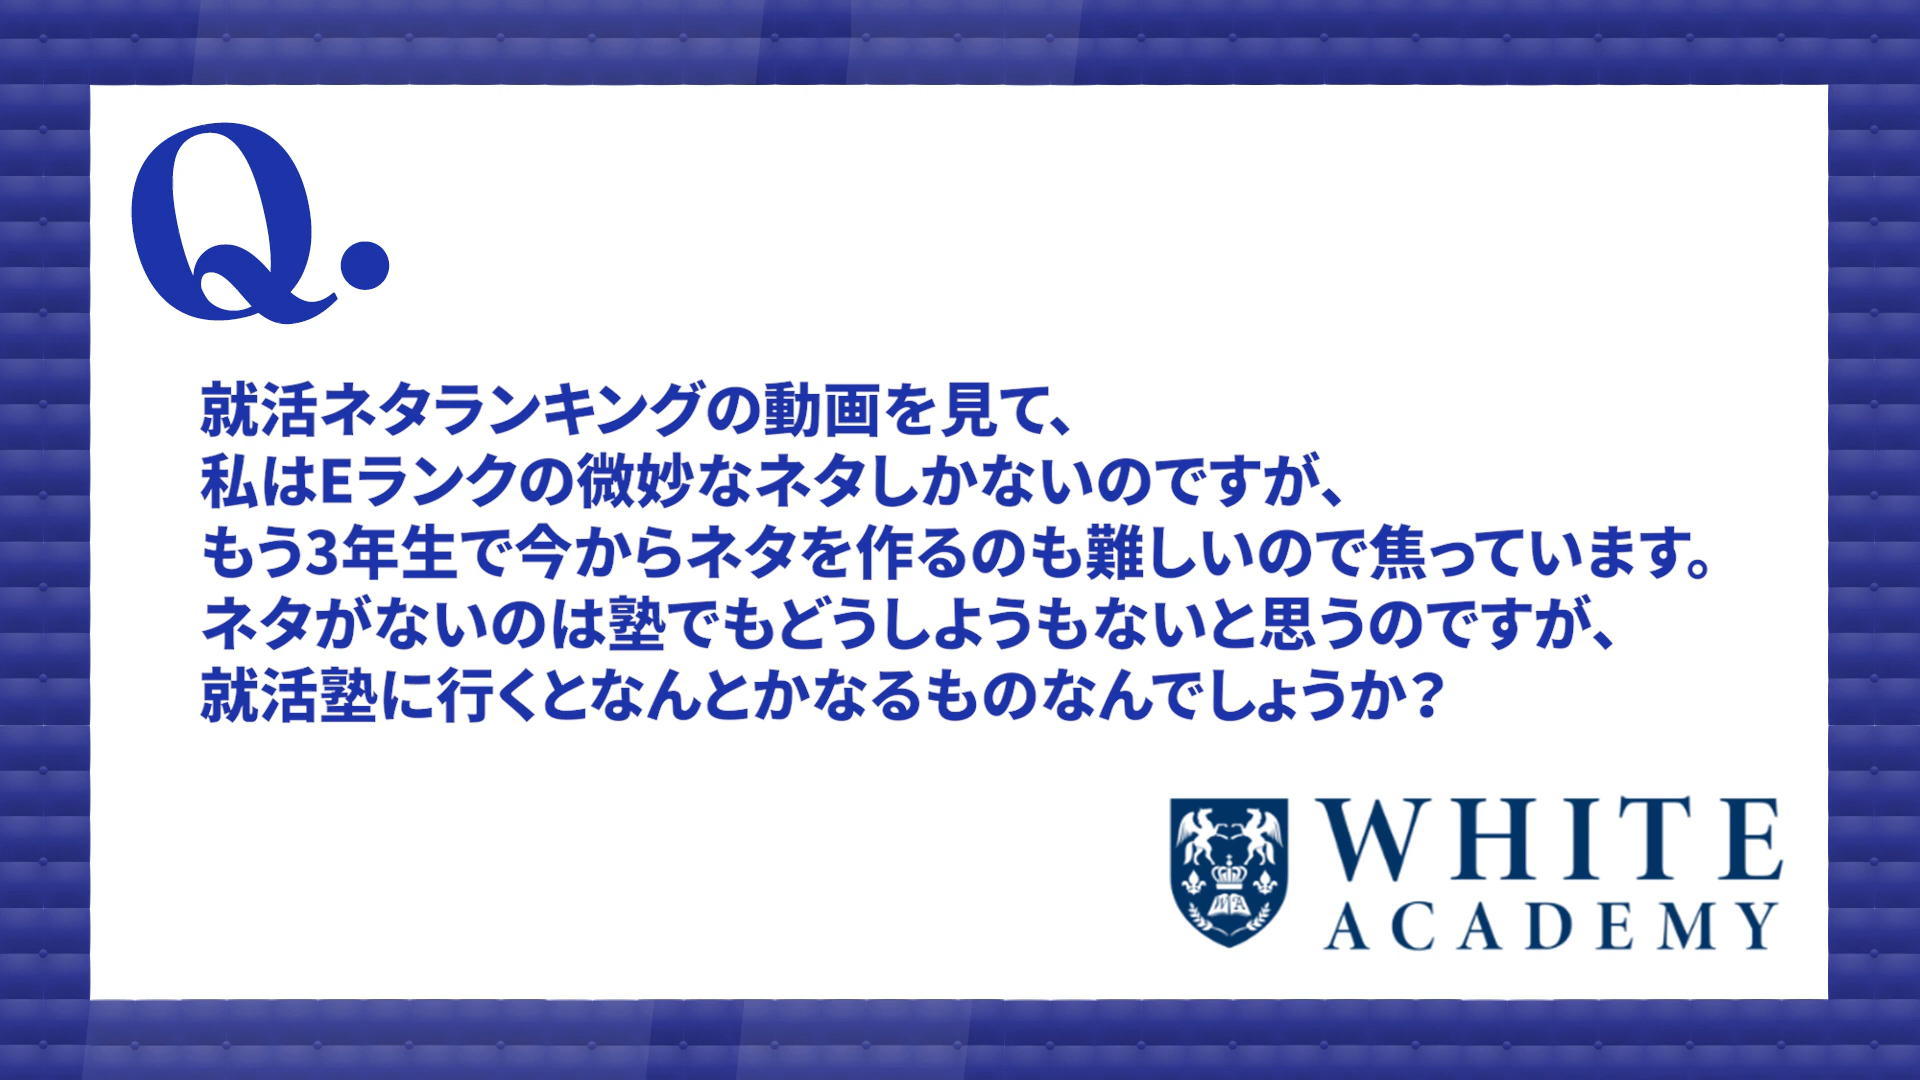 Q.
就活ネタランキングの動画を見て、
私はEランクの微妙なネタしかないのですが、
もう3年生で今からネタを作るのも難しいので焦っています。
ネタがないのは塾でもどうしようもないと思うのですが、
就活塾に行くとなんとかなるものなんでしょうか？
WHITE
ACADEMY